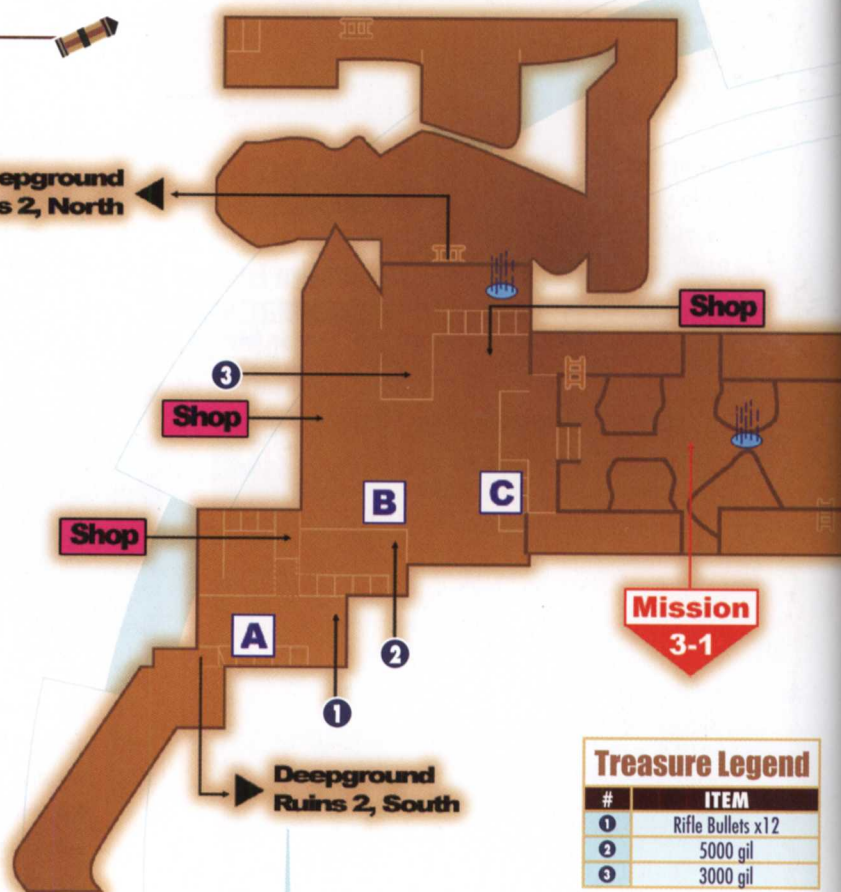 epground
s 2, North
Shop
3
Shop
B
C
Shop
Mission
3-1
A
2
1
Deepground
Ruins 2, South
Treasure Legend
# ITEM
1 Rifle Bullets x12
2 5000 gil
3 3000 gil